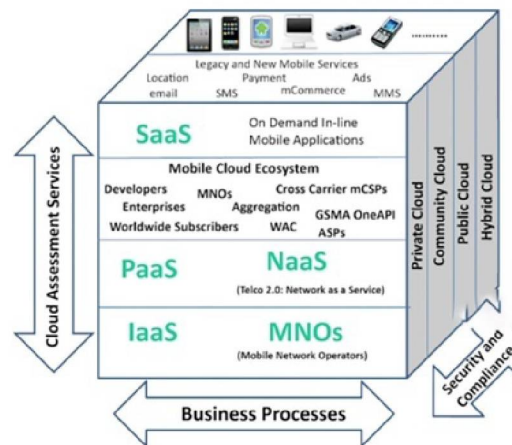 ..........
Legacy and New Mobile Services
Location Payment Ads
email SMS mCommerce MMS
SaaS
On Demand In-line
Mobile Applications
Mobile Cloud Ecosystem
Developers MNOs Cross Carrier mCSPs
Enterprises Aggregation GSMA OneAPI
Worldwide Subscribers WAC ASPs
PaaS NaaS
(Telco 2.0: Network as a Service)
IaaS MNOs
(Mobile Network Operators)
Cloud Assessment Services
Business Processes
Private Cloud
Community Cloud
Public Cloud
Hybrid Cloud
Security and
Compliance